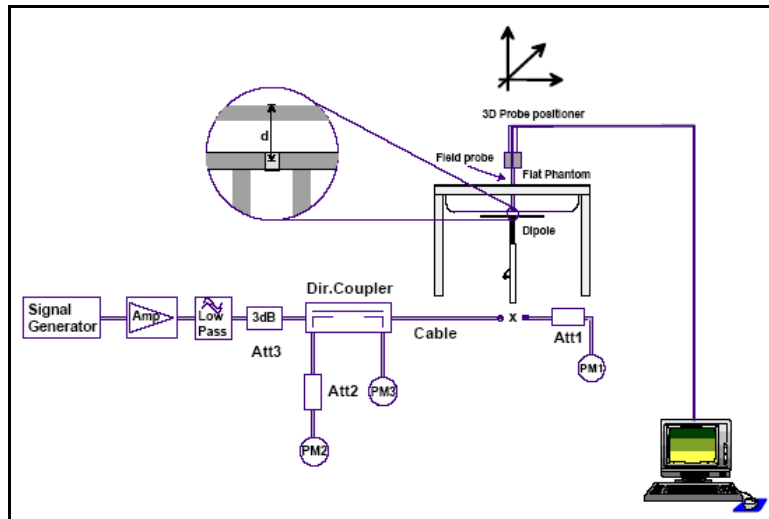 3D Probe positioner
d
Field probe
Flat Phantom
Dipole
Dir.Coupler
Signal
Generator
Amp
Low
Pass
3dB
Att3
Cable
x
Att1
PM1
Att2
PM3
PM2